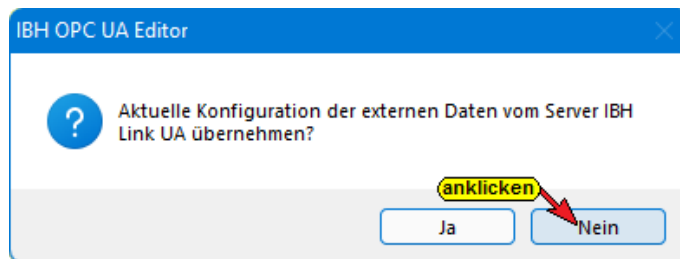 IBH OPC UA Editor
Aktuelle Konfiguration der externen Daten vom Server IBH
Link UA übernehmen?
anklicken
Ja
Nein